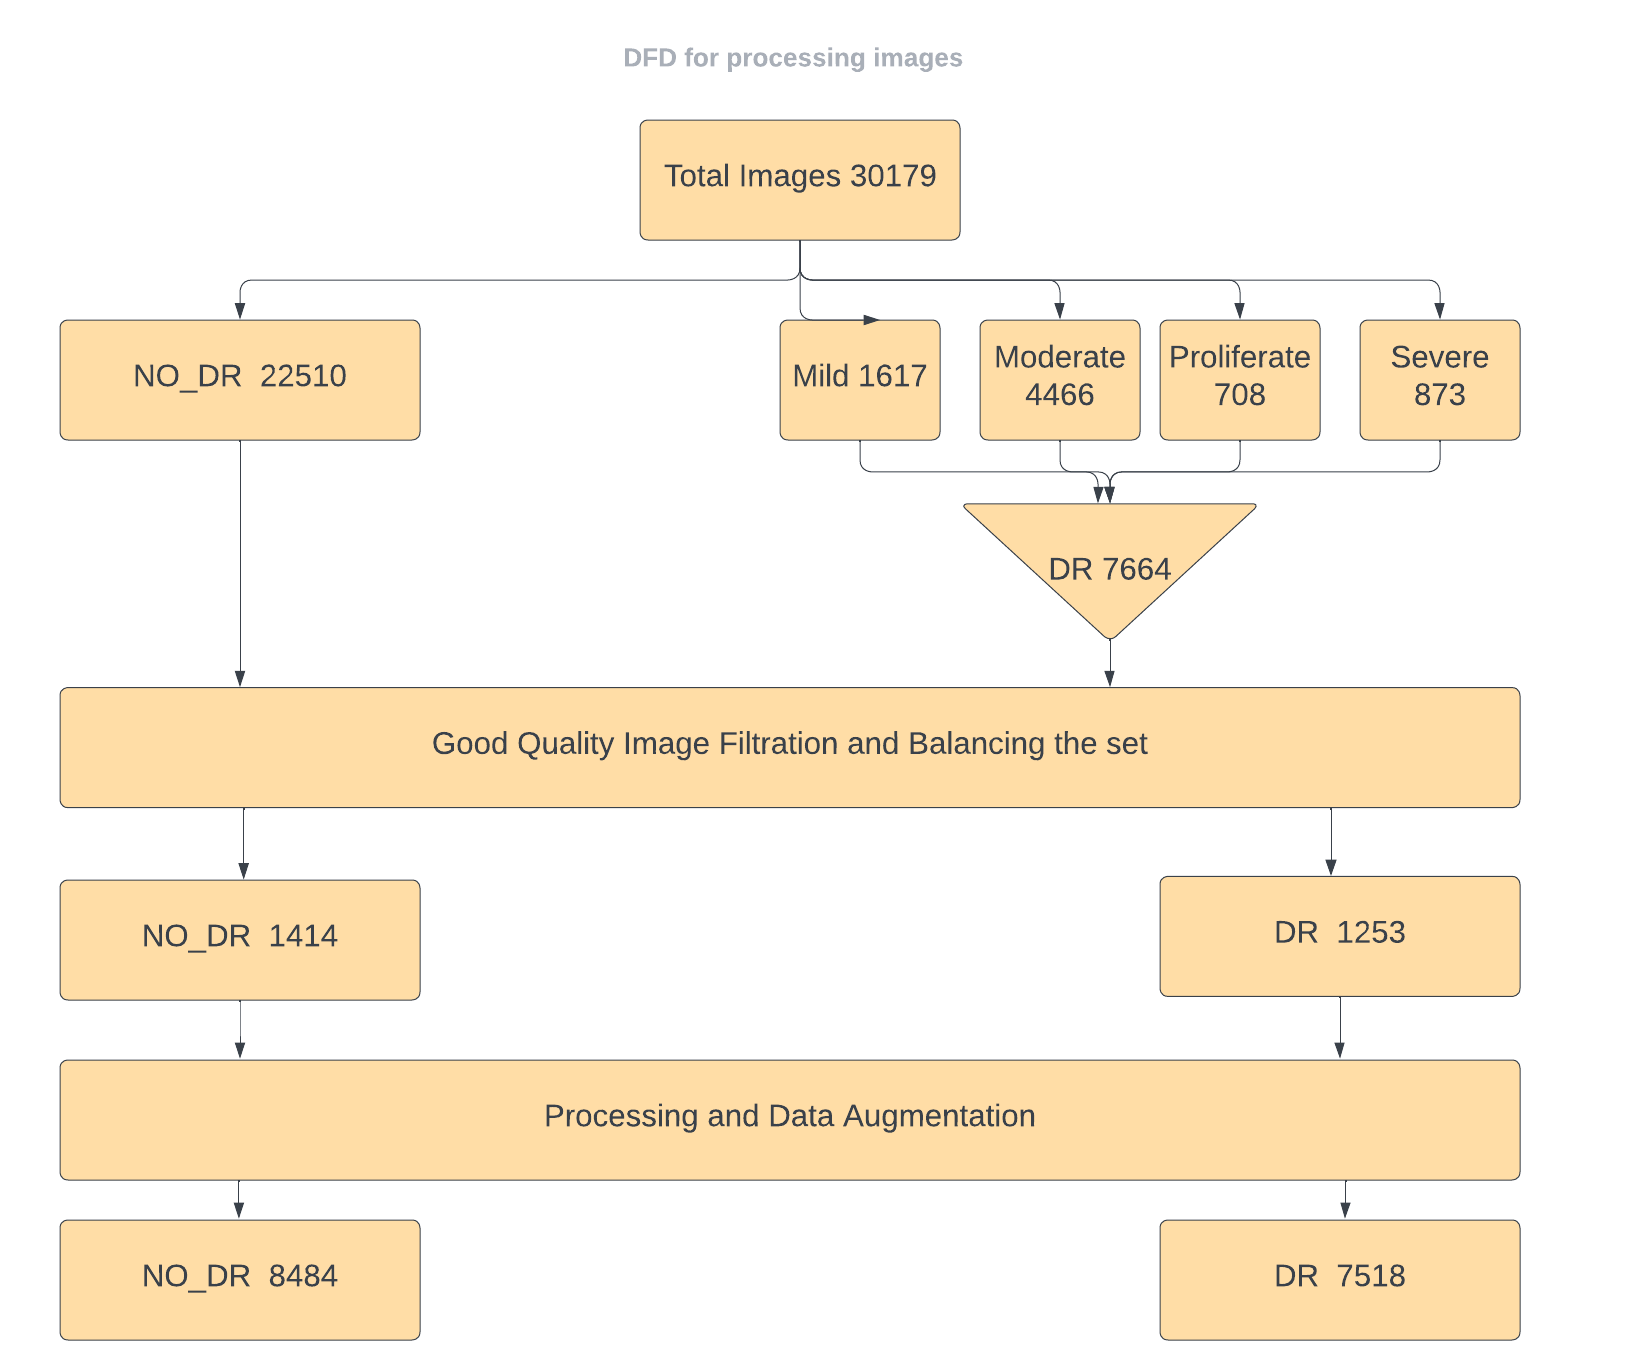 DFD for processing images
Total Images 30179
NO_DR  22510
Mild 1617
Moderate
4466
Proliferate
708
Severe
873
DR 7664
Good Quality Image Filtration and Balancing the set
NO_DR  1414
DR  1253
Processing and Data Augmentation
NO_DR  8484
DR  7518